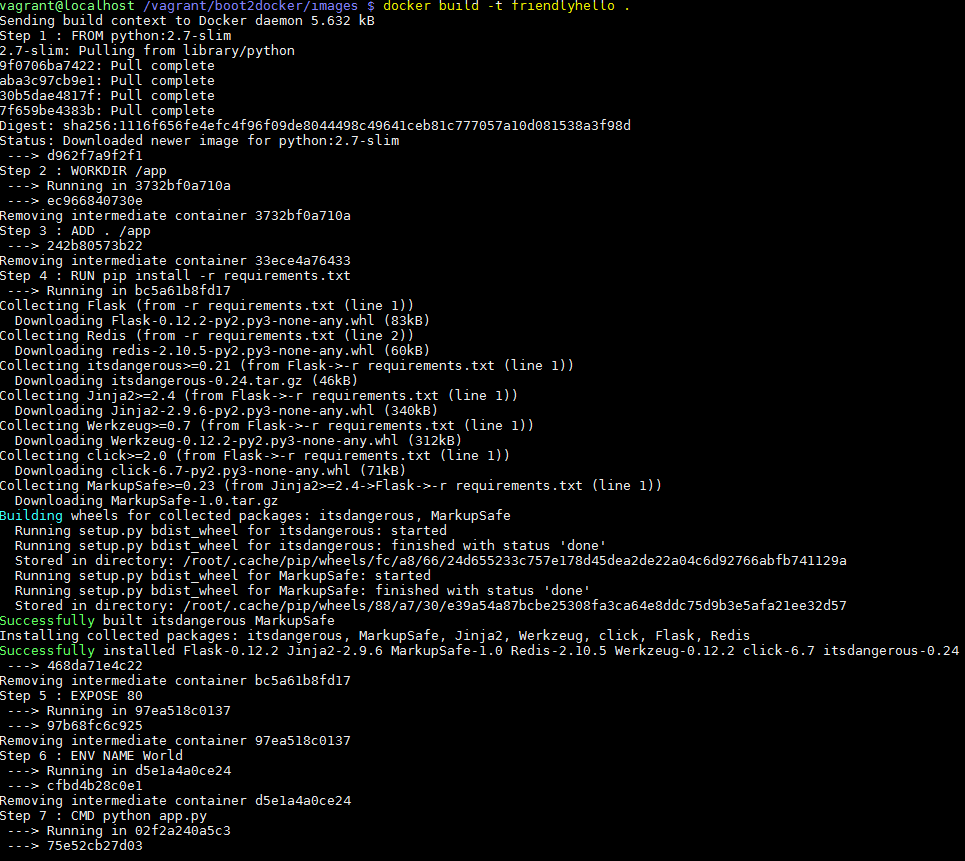 vagrant@localhost /vagrant/boot2docker/images $ docker build -t friendlyhello .
Sending build context to Docker daemon 5.632 kB
Step 1 : FROM python:2.7-slim
2.7-slim: Pulling from library/python
9f0706ba7422: Pull complete
aba3c97cb9e1: Pull complete
30b5dae4817f: Pull complete
7f659be4383b: Pull complete
Digest: sha256:1116f656fe4efc4f96f09de8044498c49641ceb81c777057a10d081538a3f98d
Status: Downloaded newer image for python:2.7-slim
 ---> d962f7a9f2f1
Step 2 : WORKDIR /app
 ---> Running in 3732bf0a710a
 ---> ec966840730e
Removing intermediate container 3732bf0a710a
Step 3 : ADD . /app
 ---> 242b80573b22
Removing intermediate container 33ece4a76433
Step 4 : RUN pip install -r requirements.txt
 ---> Running in bc5a61b8fd17
Collecting Flask (from -r requirements.txt (line 1))
  Downloading Flask-0.12.2-py2.py3-none-any.whl (83kB)
Collecting Redis (from -r requirements.txt (line 2))
  Downloading redis-2.10.5-py2.py3-none-any.whl (60kB)
Collecting itsdangerous>=0.21 (from Flask->-r requirements.txt (line 1))
  Downloading itsdangerous-0.24.tar.gz (46kB)
Collecting Jinja2>=2.4 (from Flask->-r requirements.txt (line 1))
  Downloading Jinja2-2.9.6-py2.py3-none-any.whl (340kB)
Collecting Werkzeug>=0.7 (from Flask->-r requirements.txt (line 1))
  Downloading Werkzeug-0.12.2-py2.py3-none-any.whl (312kB)
Collecting click>=2.0 (from Flask->-r requirements.txt (line 1))
  Downloading click-6.7-py2.py3-none-any.whl (71kB)
Collecting MarkupSafe>=0.23 (from Jinja2>=2.4->Flask->-r requirements.txt (line 1))
  Downloading MarkupSafe-1.0.tar.gz
Building wheels for collected packages: itsdangerous, MarkupSafe
  Running setup.py bdist_wheel for itsdangerous: started
  Running setup.py bdist_wheel for itsdangerous: finished with status 'done'
  Stored in directory: /root/.cache/pip/wheels/fc/a8/66/24d655233c757e178d45dea2de22a04c6d92766abfb741129a
  Running setup.py bdist_wheel for MarkupSafe: started
  Running setup.py bdist_wheel for MarkupSafe: finished with status 'done'
  Stored in directory: /root/.cache/pip/wheels/88/a7/30/e39a54a87bcbe25308fa3ca64e8ddc75d9b3e5afa21ee32d57
Successfully built itsdangerous MarkupSafe
Installing collected packages: itsdangerous, MarkupSafe, Jinja2, Werkzeug, click, Flask, Redis
Successfully installed Flask-0.12.2 Jinja2-2.9.6 MarkupSafe-1.0 Redis-2.10.5 Werkzeug-0.12.2 click-6.7 itsdangerous-0.24
 ---> 468da71e4c22
Removing intermediate container bc5a61b8fd17
Step 5 : EXPOSE 80
 ---> Running in 97ea518c0137
 ---> 97b68fc6c925
Removing intermediate container 97ea518c0137
Step 6 : ENV NAME World
 ---> Running in d5e1a4a0ce24
 ---> cfbd4b28c0e1
Removing intermediate container d5e1a4a0ce24
Step 7 : CMD python app.py
 ---> Running in 02f2a240a5c3
 ---> 75e52cb27d03